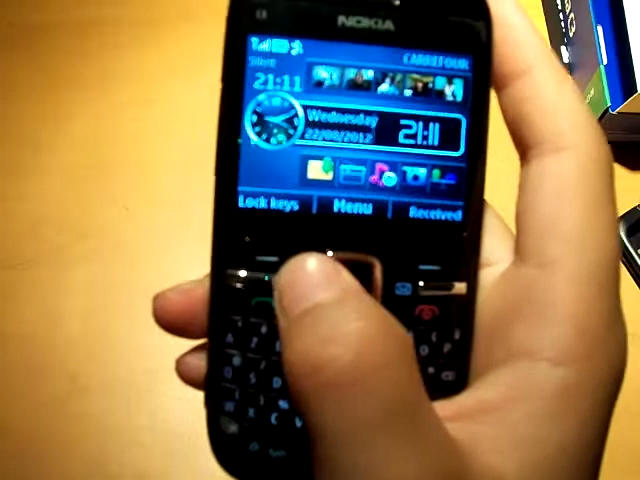 NOKIA
Silent
CARREFOUR
21:11
Wednesday
22/08/2012
21:11
Lock keys
Menu
Received